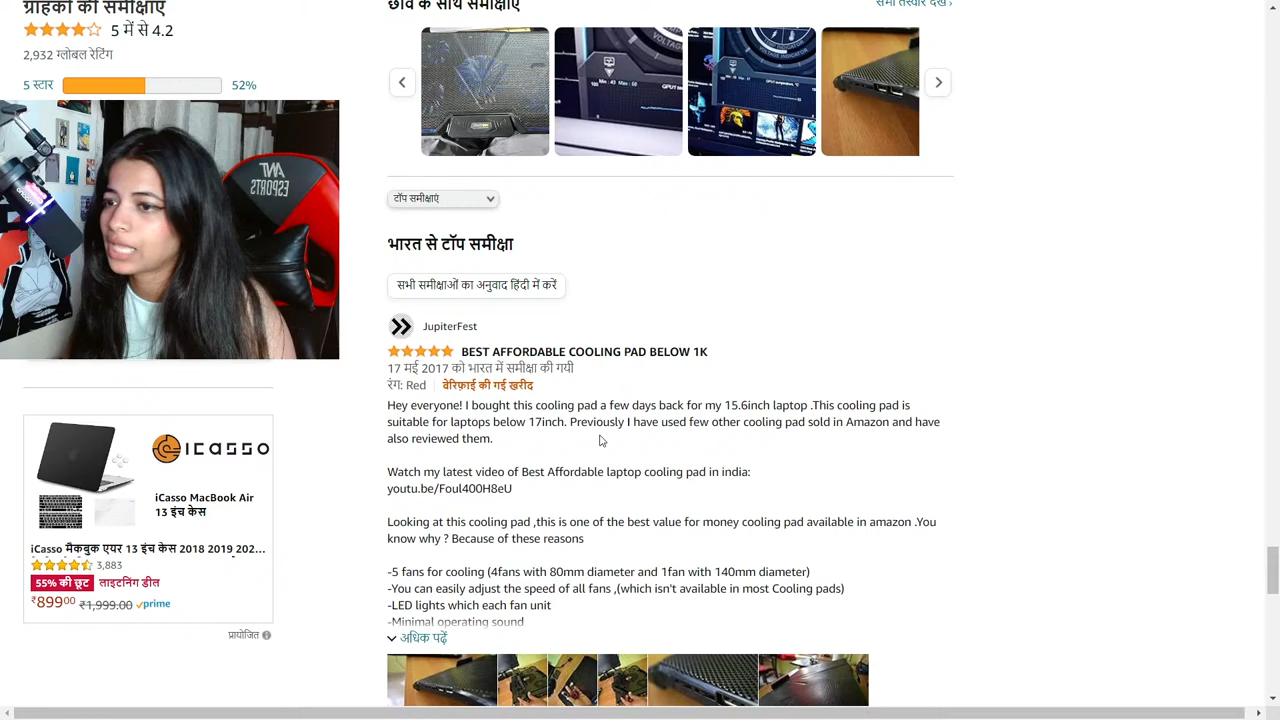 ग्राहकों की समीक्षाएं
5 में से 4.2
2,932 ग्लोबल रेटिंग
5 स्टार 52%
ANT
ESPORTS
छवि के साथ समीक्षाएं
सभी तस्वीरें देखें ›
टॉप समीक्षाएं
भारत से टॉप समीक्षा
सभी समीक्षाओं का अनुवाद हिंदी में करें
JupiterFest
BEST AFFORDABLE COOLING PAD BELOW 1K
17 मई 2017 को भारत में समीक्षा की गयी
रंग: Red | वेरिफ़ाई की गई खरीद
Hey everyone! I bought this cooling pad a few days back for my 15.6inch laptop .This cooling pad is
suitable for laptops below 17inch. Previously I have used few other cooling pad sold in Amazon and have
also reviewed them.
Watch my latest video of Best Affordable laptop cooling pad in india:
youtu.be/Foul400H8eU
Looking at this cooling pad ,this is one of the best value for money cooling pad available in amazon .You
know why ? Because of these reasons
-5 fans for cooling (4fans with 80mm diameter and 1fan with 140mm diameter)
-You can easily adjust the speed of all fans ,(which isn't available in most Cooling pads)
-LED lights which each fan unit
-Minimal operating sound
अधिक पढ़ें
iCASSO
iCasso MacBook Air
13 इंच केस
iCasso मैकबुक एयर 13 इंच केस 2018 2019 202...
3,883
55% की छूट लाइटनिंग डील
₹89900 ₹1,999.00 prime
प्रायोजित